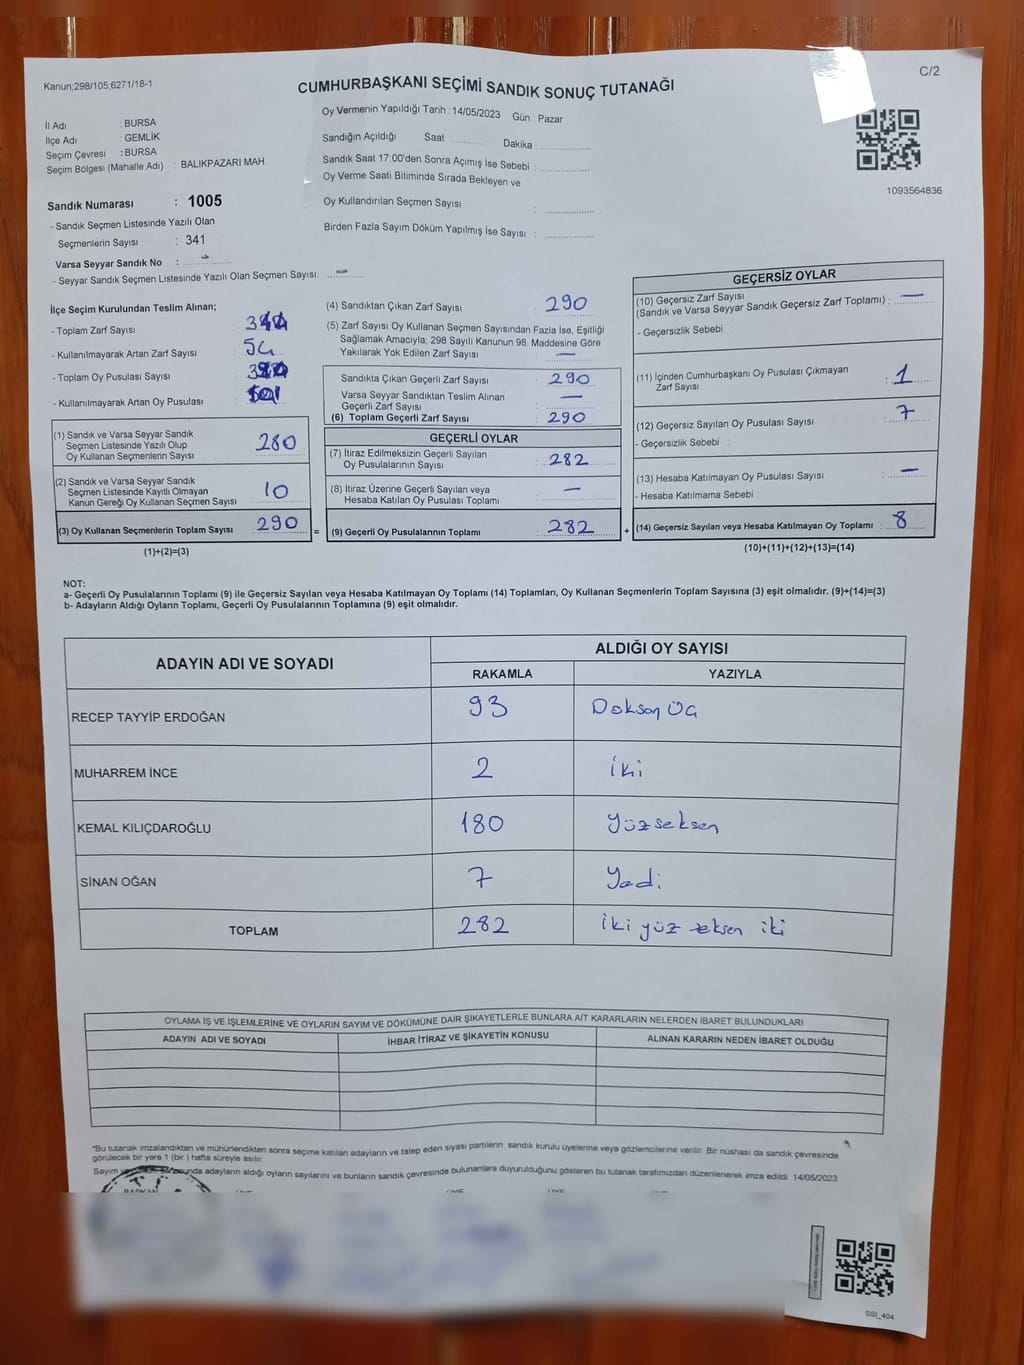 Kanun;298/105;6271/18-1
C/2
CUMHURBAŞKANI SEÇİMİ SANDIK SONUÇ TUTANAĞI
İl Adı : BURSA
İlçe Adı : GEMLİK
Seçim Çevresi : BURSA
Seçim Bölgesi (Mahalle Adı) : BALIKPAZARI MAH.
Oy Vermenin Yapıldığı Tarih : 14/05/2023 Gün : Pazar
Sandığın Açıldığı Saat : Dakika :
Sandık Saat 17:00'den Sonra Açımış İse Sebebi :
Oy Verme Saati Bitiminde Sırada Bekleyen ve
Oy Kullandırılan Seçmen Sayısı :
Birden Fazla Sayım Döküm Yapılmış İse Sayısı :
1093564836
Sandık Numarası : 1005
- Sandık Seçmen Listesinde Yazılı Olan
Seçmenlerin Sayısı : 341
Varsa Seyyar Sandık No : -
- Seyyar Sandık Seçmen Listesinde Yazılı Olan Seçmen Sayısı: -
İlçe Seçim Kurulundan Teslim Alınan;
- Toplam Zarf Sayısı :
- Kullanılmayarak Artan Zarf Sayısı :
- Toplam Oy Pusulası Sayısı :
- Kullanılmayarak Artan Oy Pusulası :
(1) Sandık ve Varsa Seyyar Sandık
Seçmen Listesinde Yazılı Olup
Oy Kullanan Seçmenlerin Sayısı : 280
(2) Sandık ve Varsa Seyyar Sandık
Seçmen Listesinde Kayıtlı Olmayan
Kanun Gereği Oy Kullanan Seçmen Sayısı : 10
(3) Oy Kullanan Seçmenlerin Toplam Sayısı : 290 =
(1)+(2)=(3)
(4) Sandıktan Çıkan Zarf Sayısı : 290
(5) Zarf Sayısı Oy Kullanan Seçmen Sayısından Fazla İse, Eşitliği
Sağlamak Amacıyla; 298 Sayılı Kanunun 98. Maddesine Göre
Yakılarak Yok Edilen Zarf Sayısı : —
Sandıkta Çıkan Geçerli Zarf Sayısı : 290
Varsa Seyyar Sandıktan Teslim Alınan
Geçerli Zarf Sayısı : —
(6) Toplam Geçerli Zarf Sayısı : 290
GEÇERLİ OYLAR
(7) İtiraz Edilmeksizin Geçerli Sayılan
Oy Pusulalarının Sayısı : 282
(8) İtiraz Üzerine Geçerli Sayılan veya
Hesaba Katılan Oy Pusulası Toplamı : —
(9) Geçerli Oy Pusulalarının Toplamı : 282 +
GEÇERSİZ OYLAR
(10) Geçersiz Zarf Sayısı
(Sandık ve Varsa Seyyar Sandık Geçersiz Zarf Toplamı) : —
- Geçersizlik Sebebi :
(11) İçinden Cumhurbaşkanı Oy Pusulası Çıkmayan
Zarf Sayısı : 1
(12) Geçersiz Sayılan Oy Pusulası Sayısı : 7
- Geçersizlik Sebebi :
(13) Hesaba Katılmayan Oy Pusulası Sayısı : —
- Hesaba Katılmama Sebebi :
(14) Geçersiz Sayılan veya Hesaba Katılmayan Oy Toplamı : 8
(10)+(11)+(12)+(13)=(14)
NOT:
a- Geçerli Oy Pusulalarının Toplamı (9) ile Geçersiz Sayılan veya Hesaba Katılmayan Oy Toplamı (14) Toplamları, Oy Kullanan Seçmenlerin Toplam Sayısına (3) eşit olmalıdır. (9)+(14)=(3)
b- Adayların Aldığı Oyların Toplamı, Geçerli Oy Pusulalarının Toplamına (9) eşit olmalıdır.
ADAYIN ADI VE SOYADI
ALDIĞI OY SAYISI
RAKAMLA YAZIYLA
RECEP TAYYİP ERDOĞAN 93 Doksan Üç
MUHARREM İNCE 2 İki
KEMAL KILIÇDAROĞLU 180 Yüzseksen
SİNAN OĞAN 7 Yedi
TOPLAM 282 İki yüz seksen iki
OYLAMA İŞ VE İŞLEMLERİNE VE OYLARIN SAYIM VE DÖKÜMÜNE DAİR ŞİKAYETLERLE BUNLARA AİT KARARLARIN NELERDEN İBARET BULUNDUKLARI
ADAYIN ADI VE SOYADI İHBAR İTİRAZ VE ŞİKAYETİN KONUSU ALINAN KARARIN NEDEN İBARET OLDUĞU
*Bu tutanak imzalandıktan ve mühürlendikten sonra seçime katılan adayların ve talep eden siyasi partilerin sandık kurulu üyelerine veya gözlemcilerine verilir. Bir nüshası da sandık çevresinde
görülecek bir yere 1 (bir ) hafta süreyle asılır.
Sayım adayların aldığı oyların sayılarını ve bunların sandık çevresinde bulunanlara duyurulduğunu gösteren bu tutanak tarafımızdan düzenlenerek imza edildi 14/05/2023
BAŞKAN
SSI_404